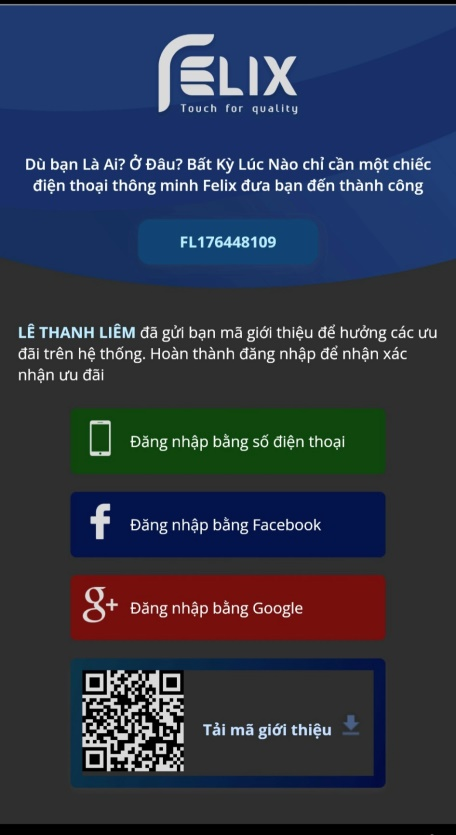 FELIX
Touch for quality
Dù bạn Là Ai? Ở Đâu? Bất Kỳ Lúc Nào chỉ cần một chiếc
điện thoại thông minh Felix đưa bạn đến thành công
FL176448109
LÊ THANH LIÊM đã gửi bạn mã giới thiệu để hưởng các ưu
đãi trên hệ thống. Hoàn thành đăng nhập để nhận xác
nhận ưu đãi
Đăng nhập bằng số điện thoại
f Đăng nhập bằng Facebook
g+ Đăng nhập bằng Google
Tải mã giới thiệu